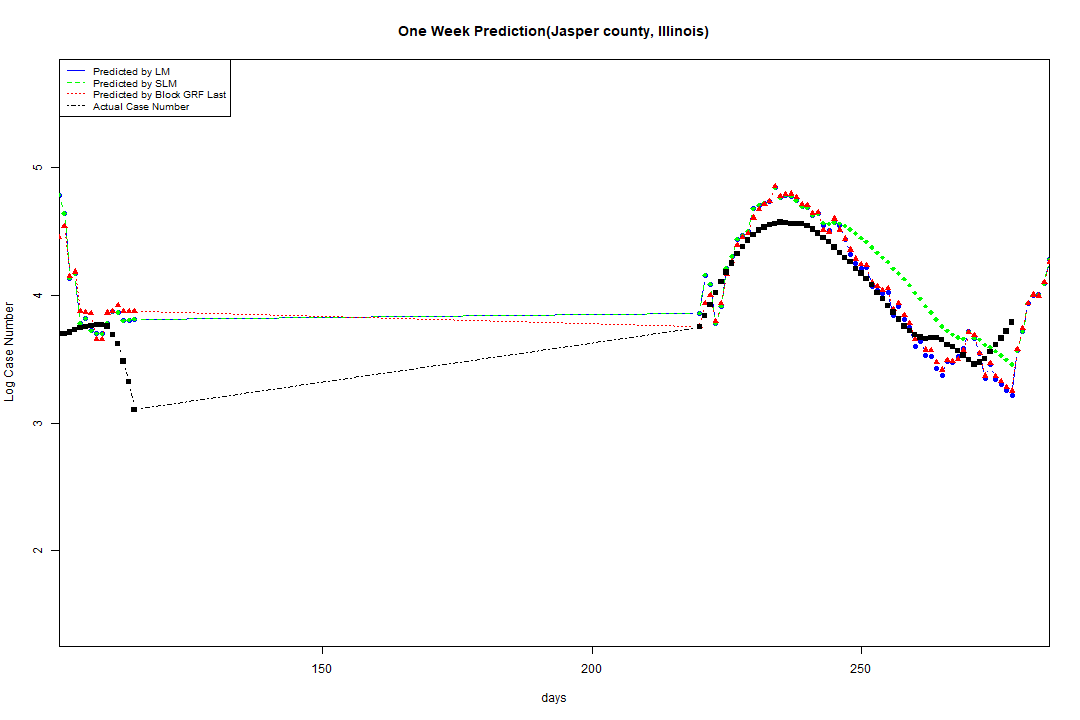 One Week Prediction(Jasper county, Illinois)
Predicted by LM
Predicted by SLM
Predicted by Block GRF Last
Actual Case Number
5
4
3
2
Log Case Number
150 200 250
days